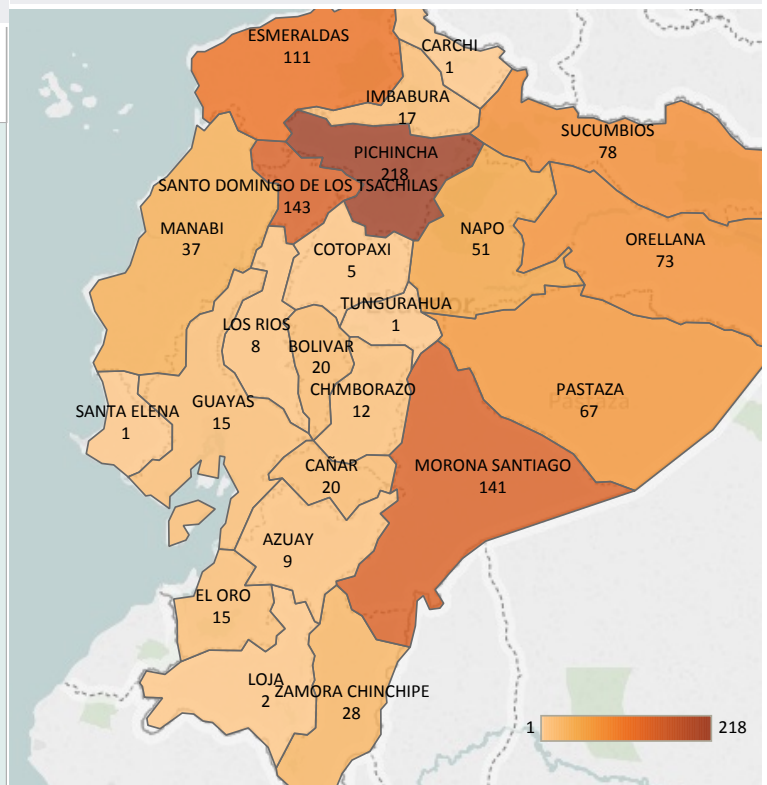 ESMERALDAS
111
CARCHI
1
IMBABURA
17
SUCUMBIOS
78
PICHINCHA
218
SANTO DOMINGO DE LOS TSACHILAS
143
MANABI
37
NAPO
51
ORELLANA
73
COTOPAXI
5
TUNGURAHUA
1
Ecuador
LOS RIOS
8
BOLIVAR
20
CHIMBORAZO
12
PASTAZA
67
Pastaza
SANTA ELENA
1
GUAYAS
15
CAÑAR
20
MORONA SANTIAGO
141
AZUAY
9
EL ORO
15
LOJA
2
ZAMORA CHINCHIPE
28
1
218